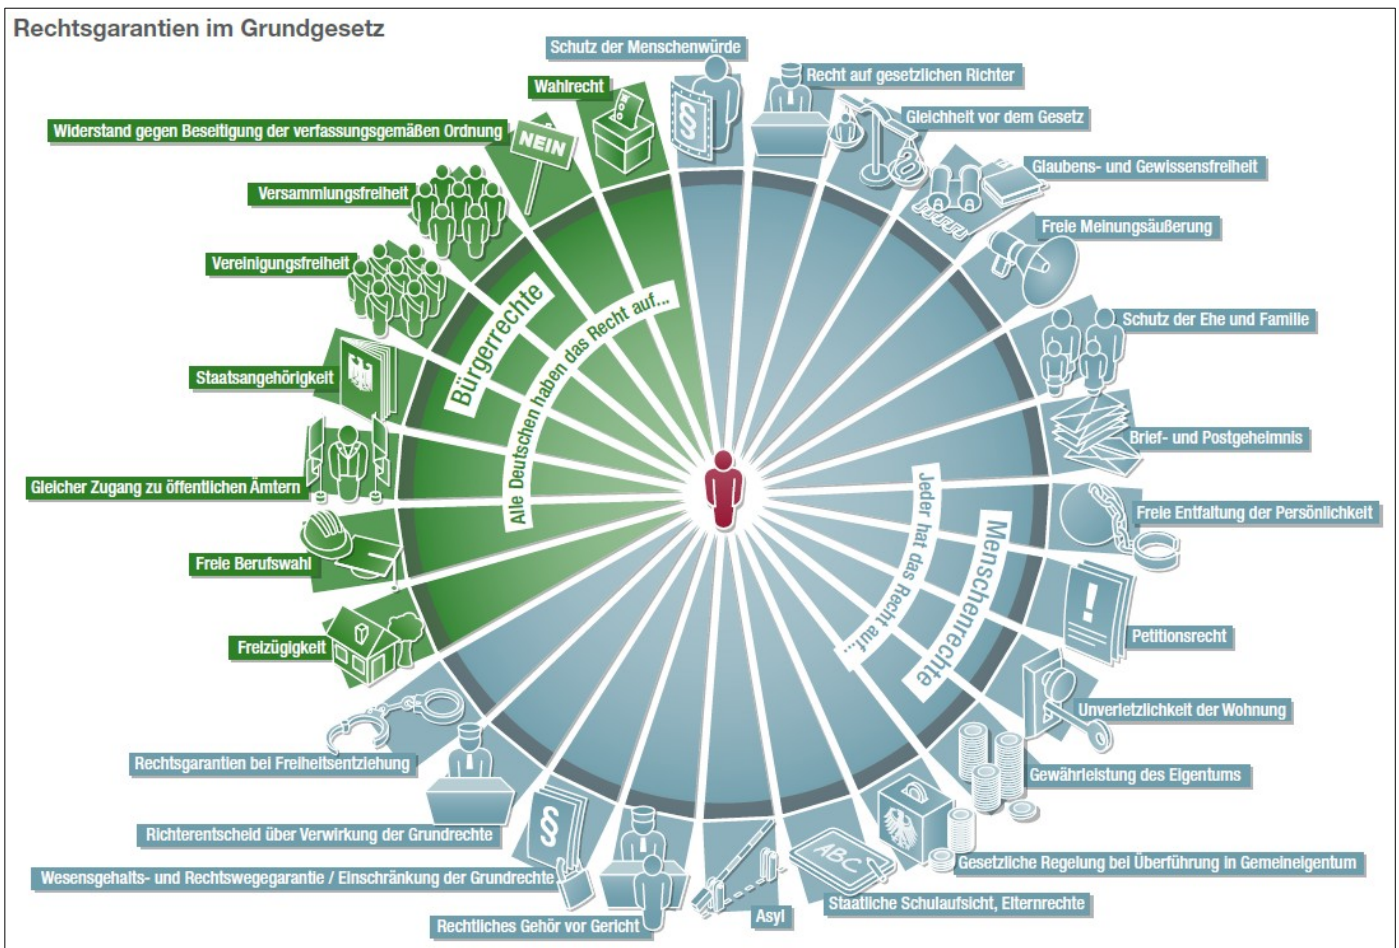 Rechtsgarantien im Grundgesetz
Schutz der Menschenwürde
Recht auf gesetzlichen Richter
Gleichheit vor dem Gesetz
Glaubens- und Gewissensfreiheit
Freie Meinungsäußerung
Schutz der Ehe und Familie
Brief- und Postgeheimnis
Freie Entfaltung der Persönlichkeit
Petitionsrecht
Unverletzlichkeit der Wohnung
Gewährleistung des Eigentums
Gesetzliche Regelung bei Überführung in Gemeineigentum
Staatliche Schulaufsicht, Elternrechte
Asyl
Rechtliches Gehör vor Gericht
Wesensgehalts- und Rechtswegegarantie / Einschränkung der Grundrechte
Richterentscheid über Verwirkung der Grundrechte
Rechtsgarantien bei Freiheitsentziehung
Freizügigkeit
Freie Berufswahl
Gleicher Zugang zu öffentlichen Ämtern
Staatsangehörigkeit
Vereinigungsfreiheit
Versammlungsfreiheit
Widerstand gegen Beseitigung der verfassungsgemäßen Ordnung
Wahlrecht
NEIN
Bürgerrechte
Alle Deutschen haben das Recht auf...
Menschenrechte
Jeder hat das Recht auf...
§
§
!
ABC
§